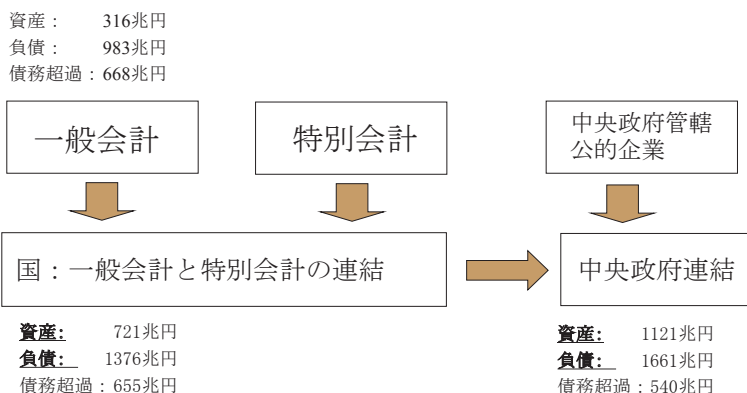 資産： 316兆円
負債： 983兆円
債務超過：668兆円
一般会計
特別会計
中央政府管轄
公的企業
国：一般会計と特別会計の連結
中央政府連結
資産: 721兆円
負債: 1376兆円
債務超過：655兆円
資産: 1121兆円
負債: 1661兆円
債務超過：540兆円